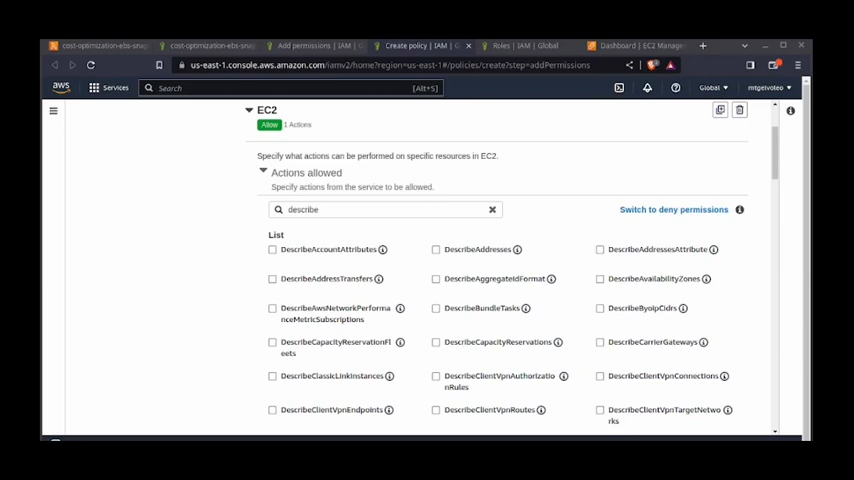 cost-optimization-ebs-snap
cost-optimization-ebs-snap
Add permissions | IAM | G
Create policy | IAM | G
Roles | IAM | Global
Dashboard | EC2 Manage
us-east-1.console.aws.amazon.com/iamv2/home?region=us-east-1#/policies/create?step=addPermissions
aws
Services
Search
[Alt+S]
Global
mtgelvoteo
EC2
Allow 1 Actions
Specify what actions can be performed on specific resources in EC2.
Actions allowed
Specify actions from the service to be allowed.
describe
Switch to deny permissions
List
DescribeAccountAttributes
DescribeAddresses
DescribeAddressesAttribute
DescribeAddressTransfers
DescribeAggregateIdFormat
DescribeAvailabilityZones
DescribeAwsNetworkPerforma
nceMetricSubscriptions
DescribeBundleTasks
DescribeByoipCidrs
DescribeCapacityReservationFl
eets
DescribeCapacityReservations
DescribeCarrierGateways
DescribeClassicLinkInstances
DescribeClientVpnAuthorizatio
nRules
DescribeClientVpnConnections
DescribeClientVpnEndpoints
DescribeClientVpnRoutes
DescribeClientVpnTargetNetwo
rks